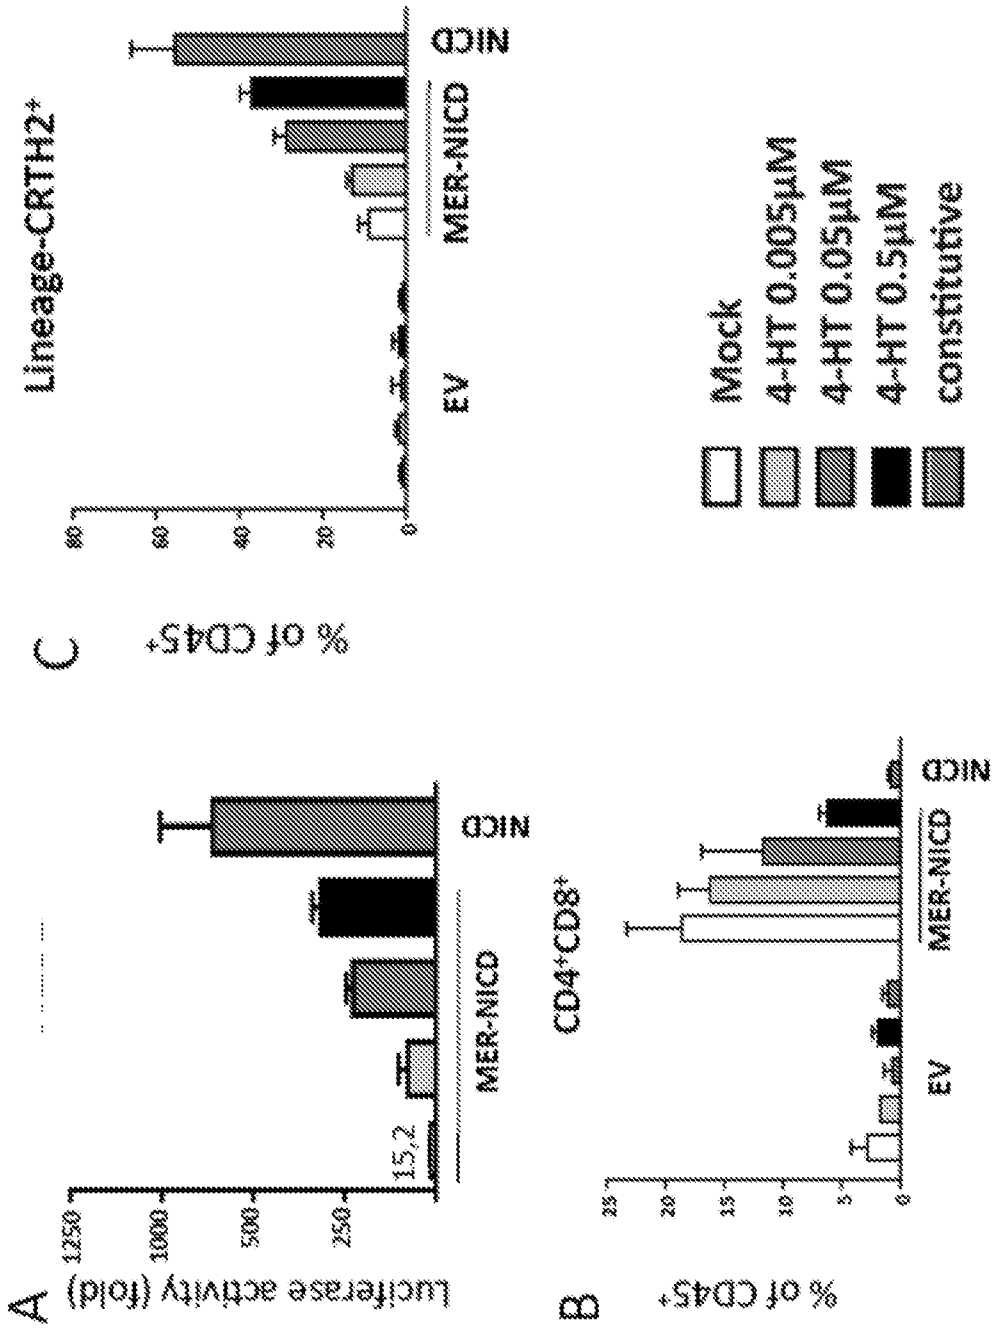 A
Luciferase activity (fold)
1250
1000
500
250
15,2
MER-NICD
NICD
B
CD4⁺CD8⁺
% of CD45⁺
25
20
15
10
5
0
EV
MER-NICD
NICD
C
Lineage-CRTH2⁺
% of CD45⁺
80
60
40
20
0
EV
MER-NICD
NICD
Mock
4-HT 0.005µM
4-HT 0.05µM
4-HT 0.5µM
constitutive